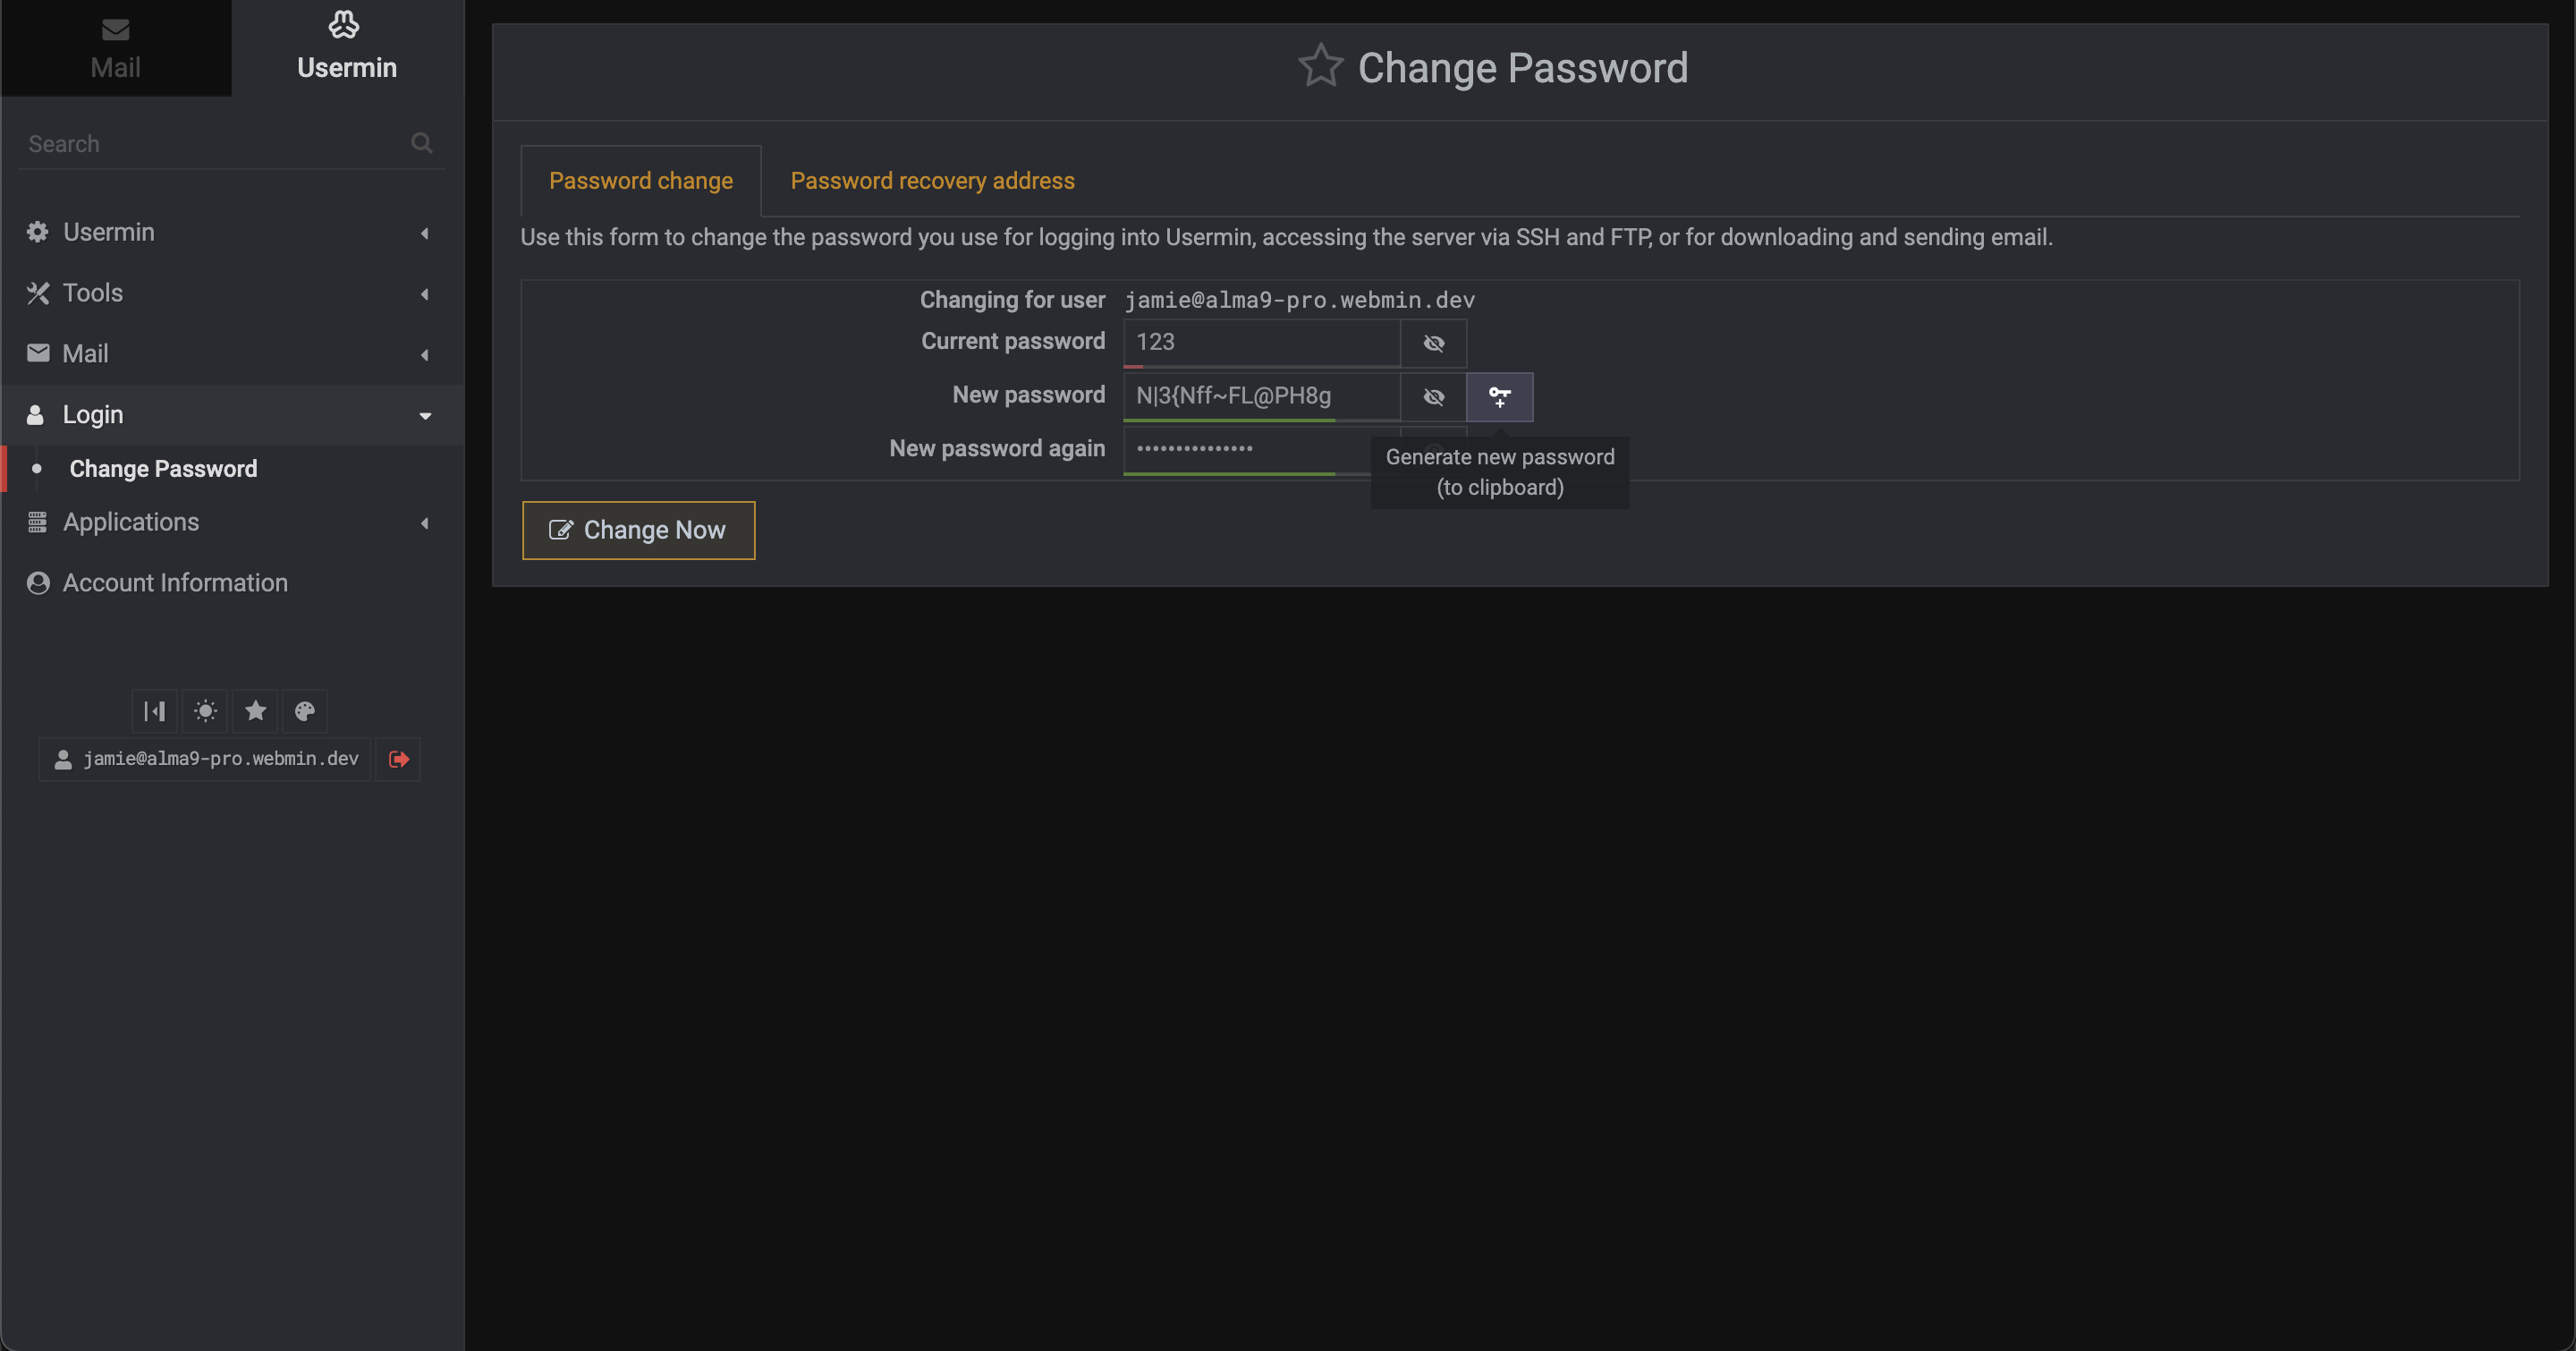 Mail
Usermin
Search
Usermin
Tools
Mail
Login
Change Password
Applications
Account Information
jamie@alma9-pro.webmin.dev
Change Password
Password change
Password recovery address
Use this form to change the password you use for logging into Usermin, accessing the server via SSH and FTP, or for downloading and sending email.
Changing for user jamie@alma9-pro.webmin.dev
Current password 123
New password N|3{Nff~FL@PH8g
New password again •••••••••••••••
Generate new password
(to clipboard)
Change Now